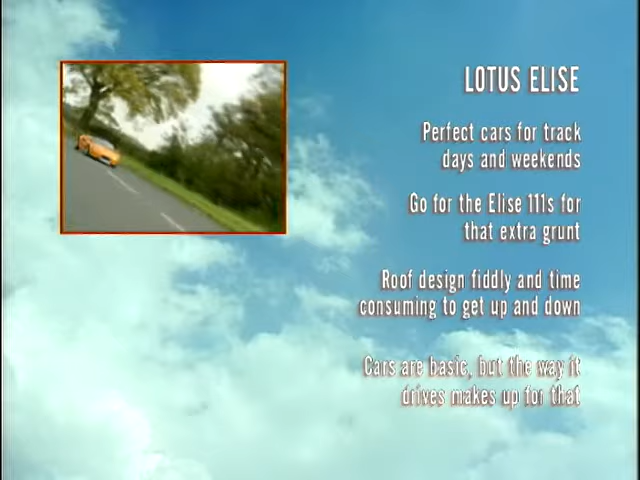 LOTUS ELISE
Perfect cars for track
days and weekends
Go for the Elise 111s for
that extra grunt
Roof design fiddly and time
consuming to get up and down
Cars are basic, but the way it
drives makes up for that